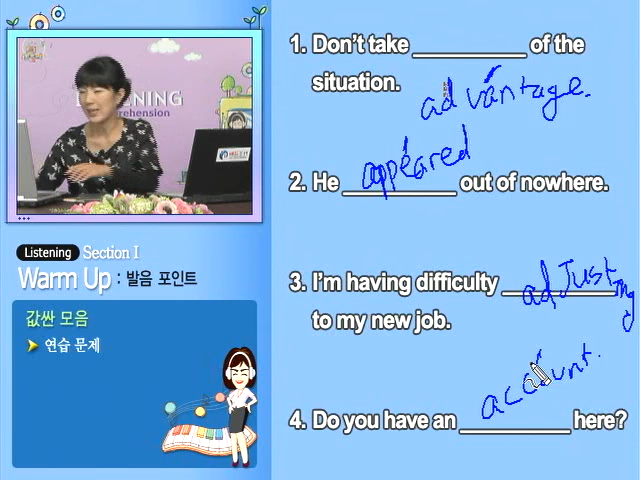 LISTENING
Comprehension
Listening Section I
Warm Up : 발음 포인트
값싼 모음
연습 문제
1. Don't take __________ of the
situation.
advantage.
2. He __________ out of nowhere.
appeared
3. I'm having difficulty __________
adjusting
to my new job.
account.
4. Do you have an __________ here?